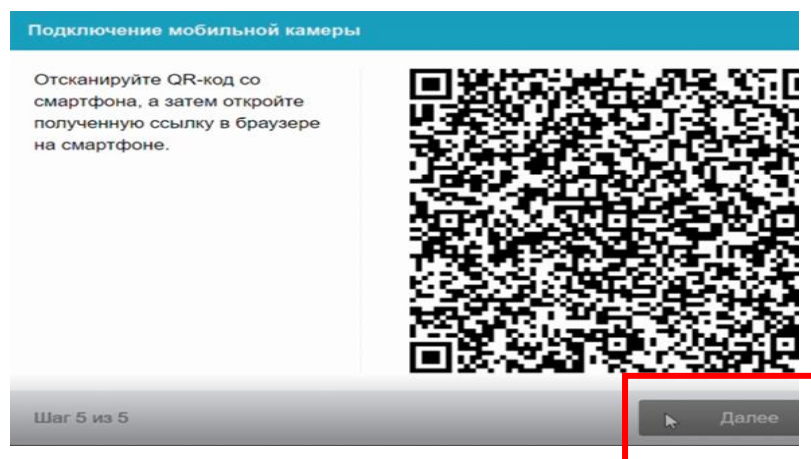 Подключение мобильной камеры
Отсканируйте QR-код со
смартфона, а затем откройте
полученную ссылку в браузере
на смартфоне.
Шаг 5 из 5
Далее